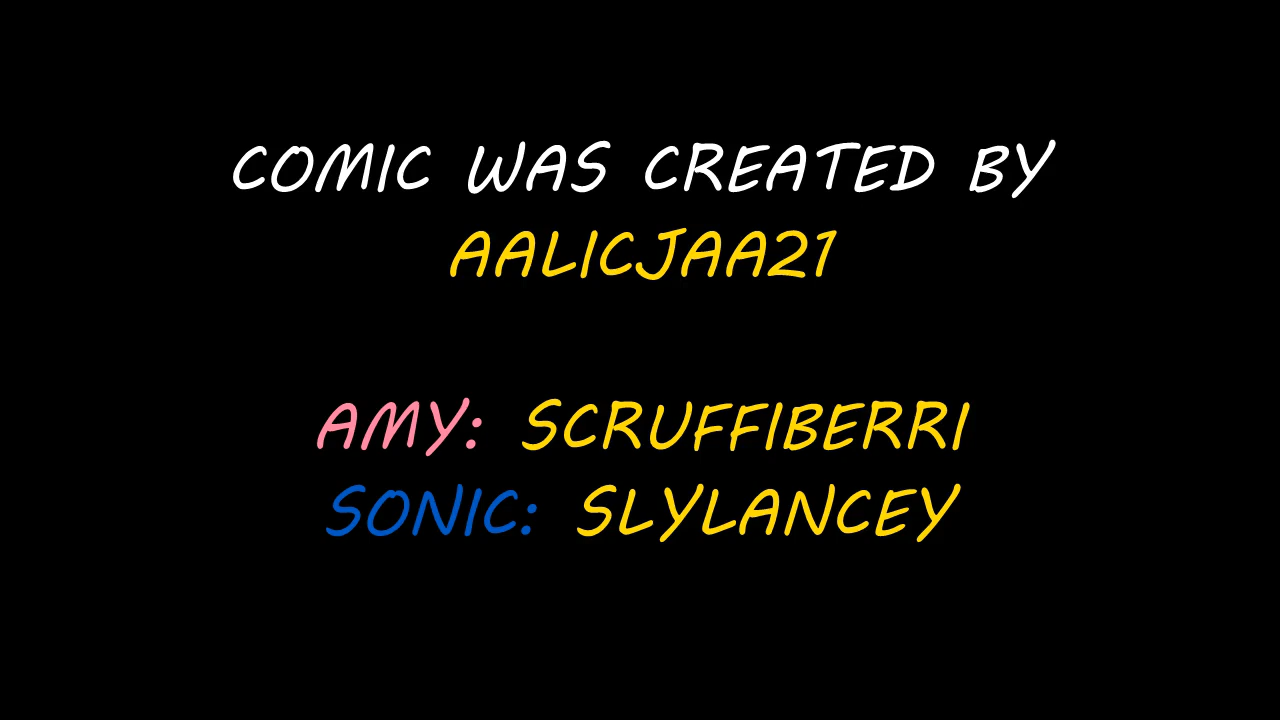 COMIC WAS CREATED BY
AALICJAA21
AMY: SCRUFFIBERRI
SONIC: SLYLANCEY